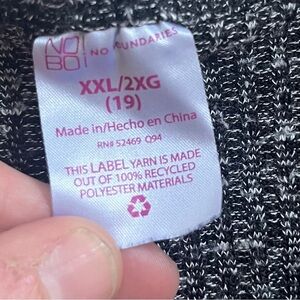 NO
BO!
NO BOUNDARIES
XXL/2XG
(19)
Made in/Hecho en China
RN# 52469 094
THIS LABEL YARN IS MADE
OUT OF 100% RECYCLED
POLYESTER MATERIALS